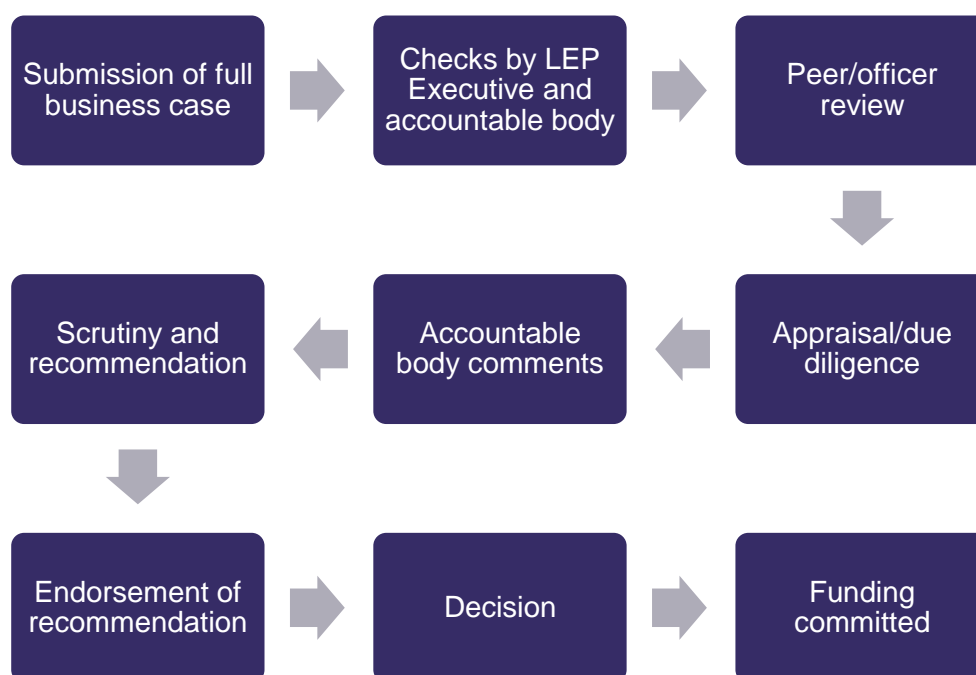 Submission of full
business case
Checks by LEP
Executive and
accountable body
Peer/officer
review
Appraisal/due
diligence
Accountable
body comments
Scrutiny and
recommendation
Endorsement of
recommendation
Decision
Funding
committed